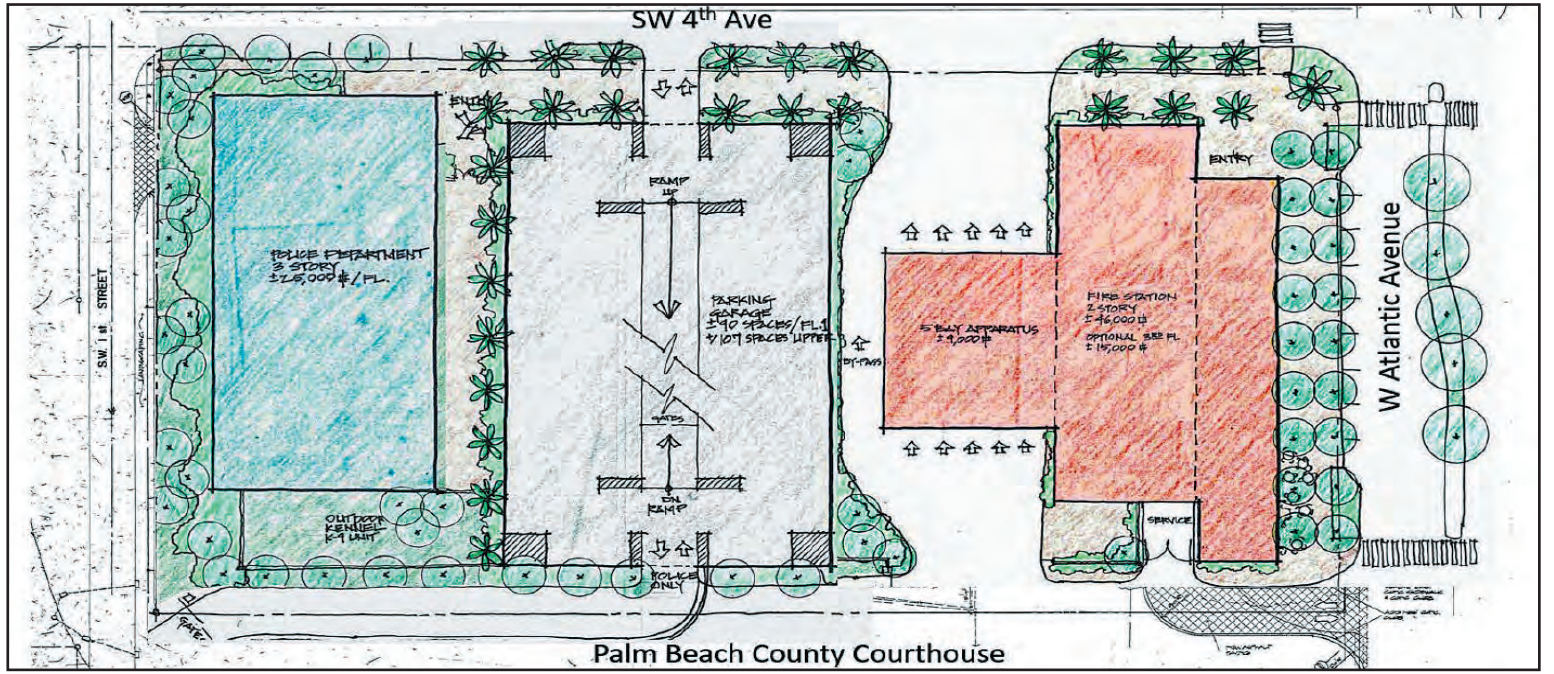 SW 4th Ave
RAMP
UP
ENTRY
POLICE DEPARTMENT
3 STORY
±25,000 ⌗/FL.
S.W. 1 st STREET
PARKING
GARAGE
±90 SPACES/FL.1
±109 SPACES UPPER
BY-PASS
5 BAY APPARATUS
±9,000 ⌗
FIRE STATION
2 STORY
±46,000 ⌗
OPTIONAL 3RD FL
±15,000 ⌗
W Atlantic Avenue
GATES
DN
RAMP
OUTDOOR
KENNEL
K-9 UNIT
SERVICE
POLICE
ONLY
GATE
Palm Beach County Courthouse